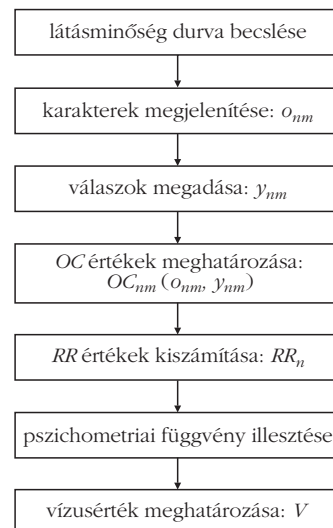 látásminőség durva becslése
karakterek megjelenítése: o_nm
válaszok megadása: y_nm
OC értékek meghatározása:
OC_nm (o_nm, y_nm)
RR értékek kiszámítása: RR_n
pszichometriai függvény illesztése
vízusérték meghatározása: V